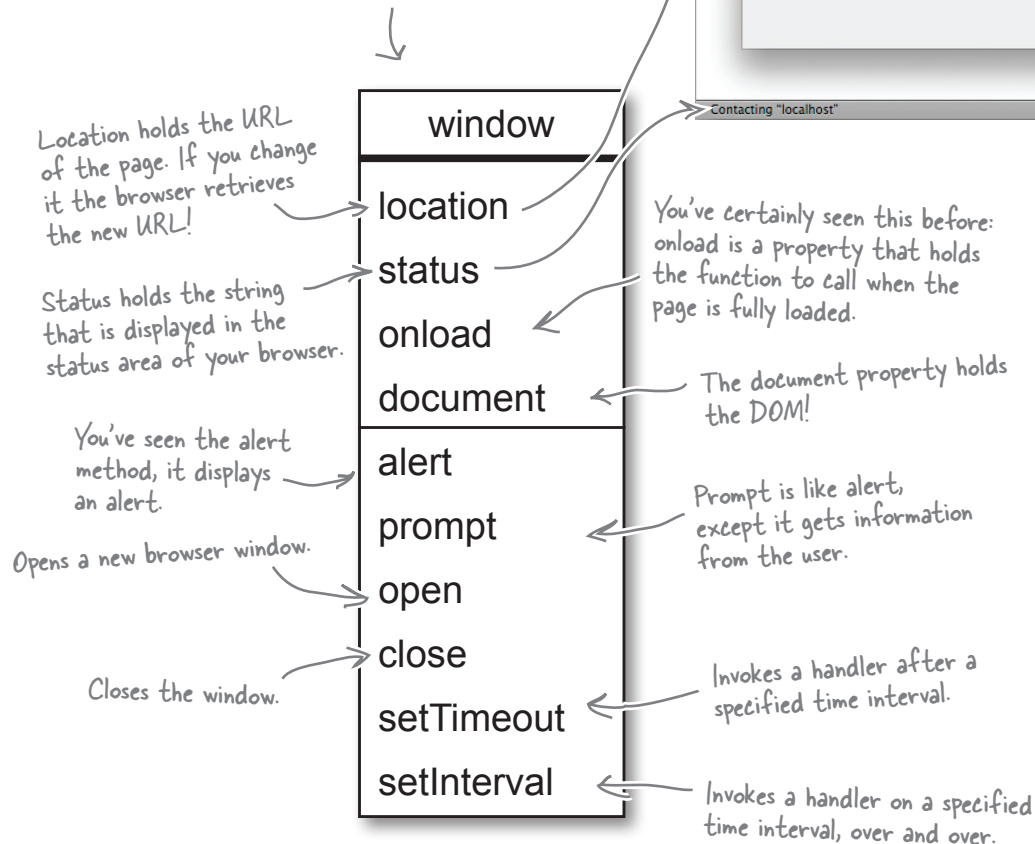 Contacting "localhost"
window
Location holds the URL
of the page. If you change
it the browser retrieves
the new URL!
location
You've certainly seen this before:
onload is a property that holds
the function to call when the
page is fully loaded.
status
Status holds the string
that is displayed in the
status area of your browser.
onload
document
The document property holds
the DOM!
You've seen the alert
method, it displays
an alert.
alert
prompt
Prompt is like alert,
except it gets information
from the user.
Opens a new browser window.
open
close
Closes the window.
Invokes a handler after a
specified time interval.
setTimeout
setInterval
Invokes a handler on a specified
time interval, over and over.